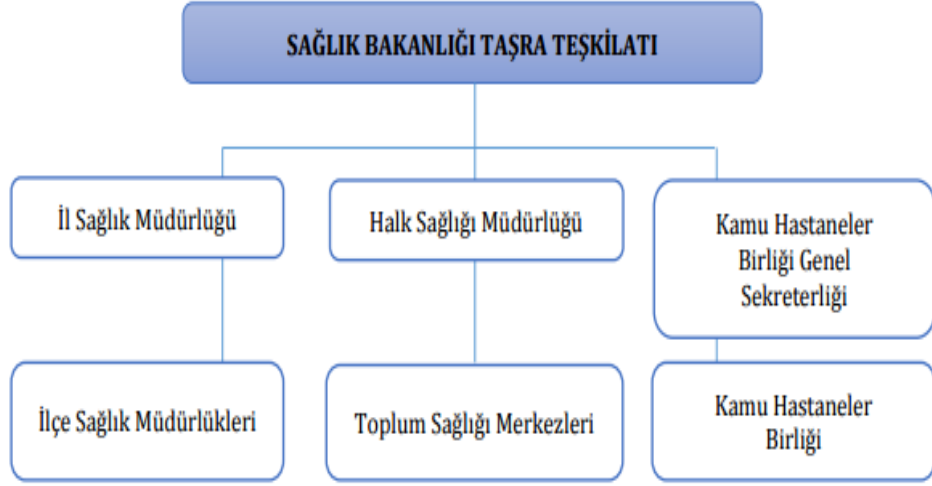 SAĞLIK BAKANLIĞI TAŞRA TEŞKİLATI
İl Sağlık Müdürlüğü
Halk Sağlığı Müdürlüğü
Kamu Hastaneler
Birliği Genel
Sekreterliği
İlçe Sağlık Müdürlükleri
Toplum Sağlığı Merkezleri
Kamu Hastaneler
Birliği